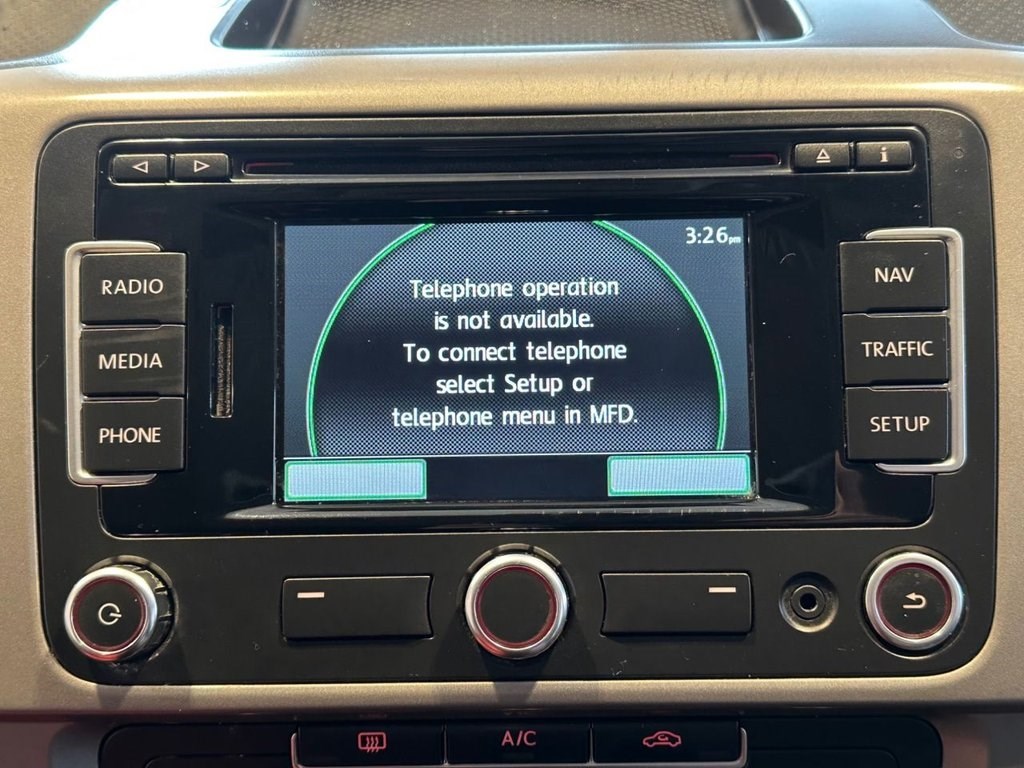 i
3:26pm
RADIO
NAV
Telephone operation
is not available.
To connect telephone
select Setup or
telephone menu in MFD.
MEDIA
TRAFFIC
PHONE
SETUP
A/C